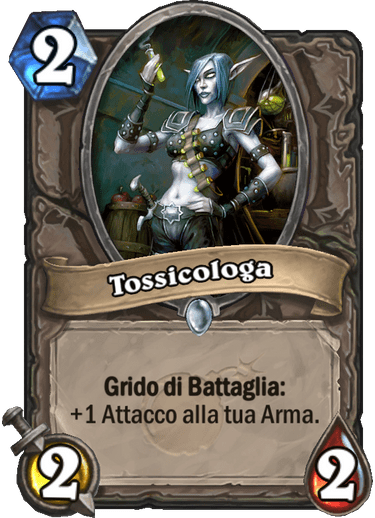 2
Tossicologa
Grido di Battaglia:
+1 Attacco alla tua Arma.
2 2